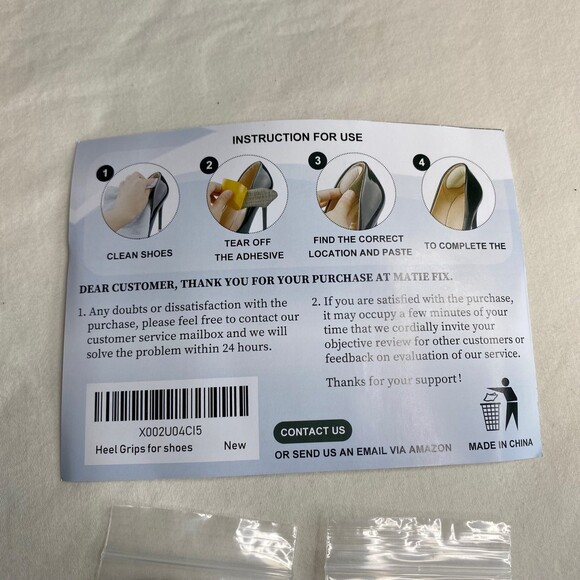 INSTRUCTION FOR USE
1
2
3
4
CLEAN SHOES
TEAR OFF
THE ADHESIVE
FIND THE CORRECT
LOCATION AND PASTE
TO COMPLETE THE
DEAR CUSTOMER, THANK YOU FOR YOUR PURCHASE AT MATIE FIX.
1. Any doubts or dissatisfaction with the
purchase, please feel free to contact our
customer service mailbox and we will
solve the problem within 24 hours.
2. If you are satisfied with the purchase,
it may occupy a few minutes of your
time that we cordially invite your
objective review for other customers or
feedback on evaluation of our service.
Thanks for your support!
X002U04CI5
Heel Grips for shoes New
CONTACT US
OR SEND US AN EMAIL VIA AMAZON
MADE IN CHINA